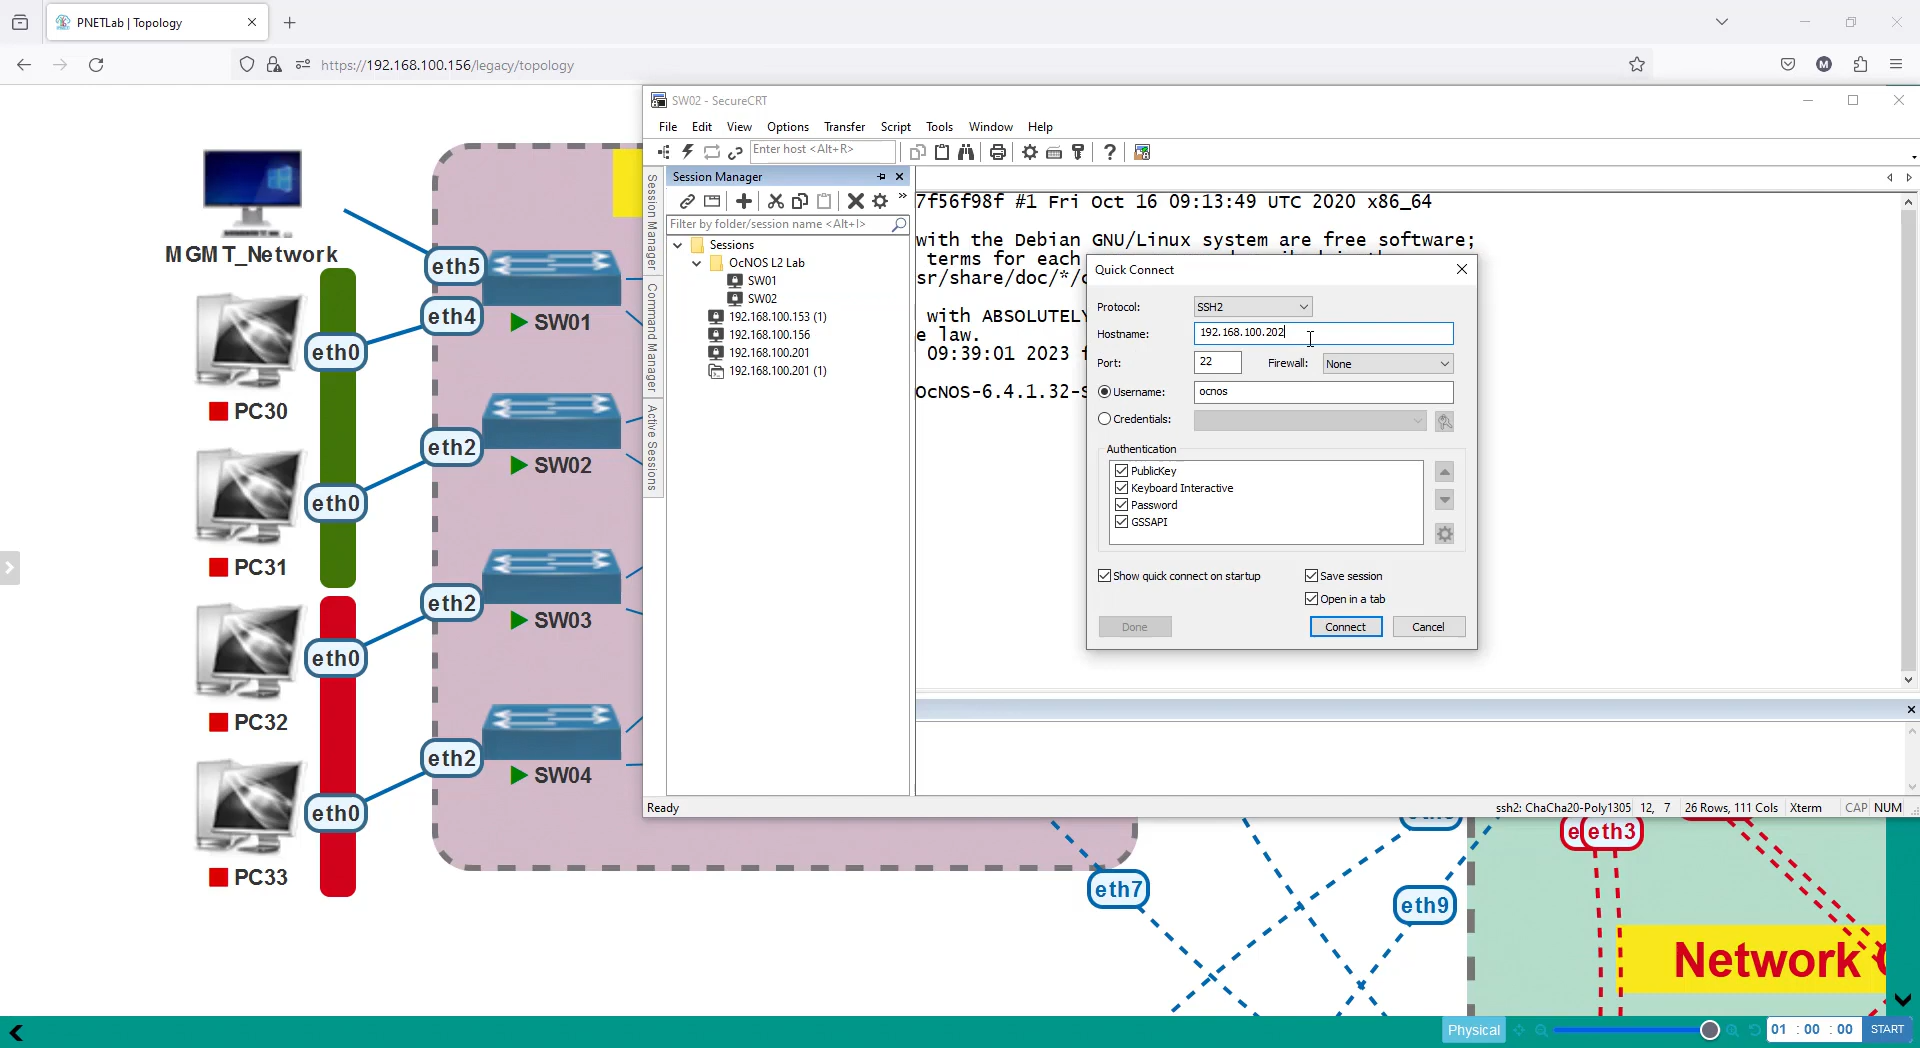 PNETLab | Topology
https://192.168.100.156/legacy/topology
M
MGMT_Network
eth5
eth4
SW01
eth0
PC30
eth2
SW02
eth0
PC31
eth2
SW03
eth0
PC32
eth2
SW04
eth0
PC33
SW02 - SecureCRT
File Edit View Options Transfer Script Tools Window Help
Enter host <Alt+R>
Session Manager
Command Manager
Active Sessions
Session Manager
Filter by folder/session name <Alt+I>
Sessions
OcNOS L2 Lab
SW01
SW02
192.168.100.153 (1)
192.168.100.156
192.168.100.201
192.168.100.201 (1)
7f56f98f #1 Fri Oct 16 09:13:49 UTC 2020 x86_64
with the Debian GNU/Linux system are free software;
terms for each
sr/share/doc/*/c
with ABSOLUTELY
e law.
09:39:01 2023 f
OcNOS-6.4.1.32-S
Quick Connect
Protocol: SSH2
Hostname: 192.168.100.202
Port: 22 Firewall: None
Username: ocnos
Credentials:
Authentication
PublicKey
Keyboard Interactive
Password
GSSAPI
Show quick connect on startup Save session
Open in a tab
Done Connect Cancel
Ready ssh2: ChaCha20-Poly1305 12, 7 26 Rows, 111 Cols Xterm CAP NUM
eth3
eth7
eth9
Network
Physical 01 : 00 : 00 START